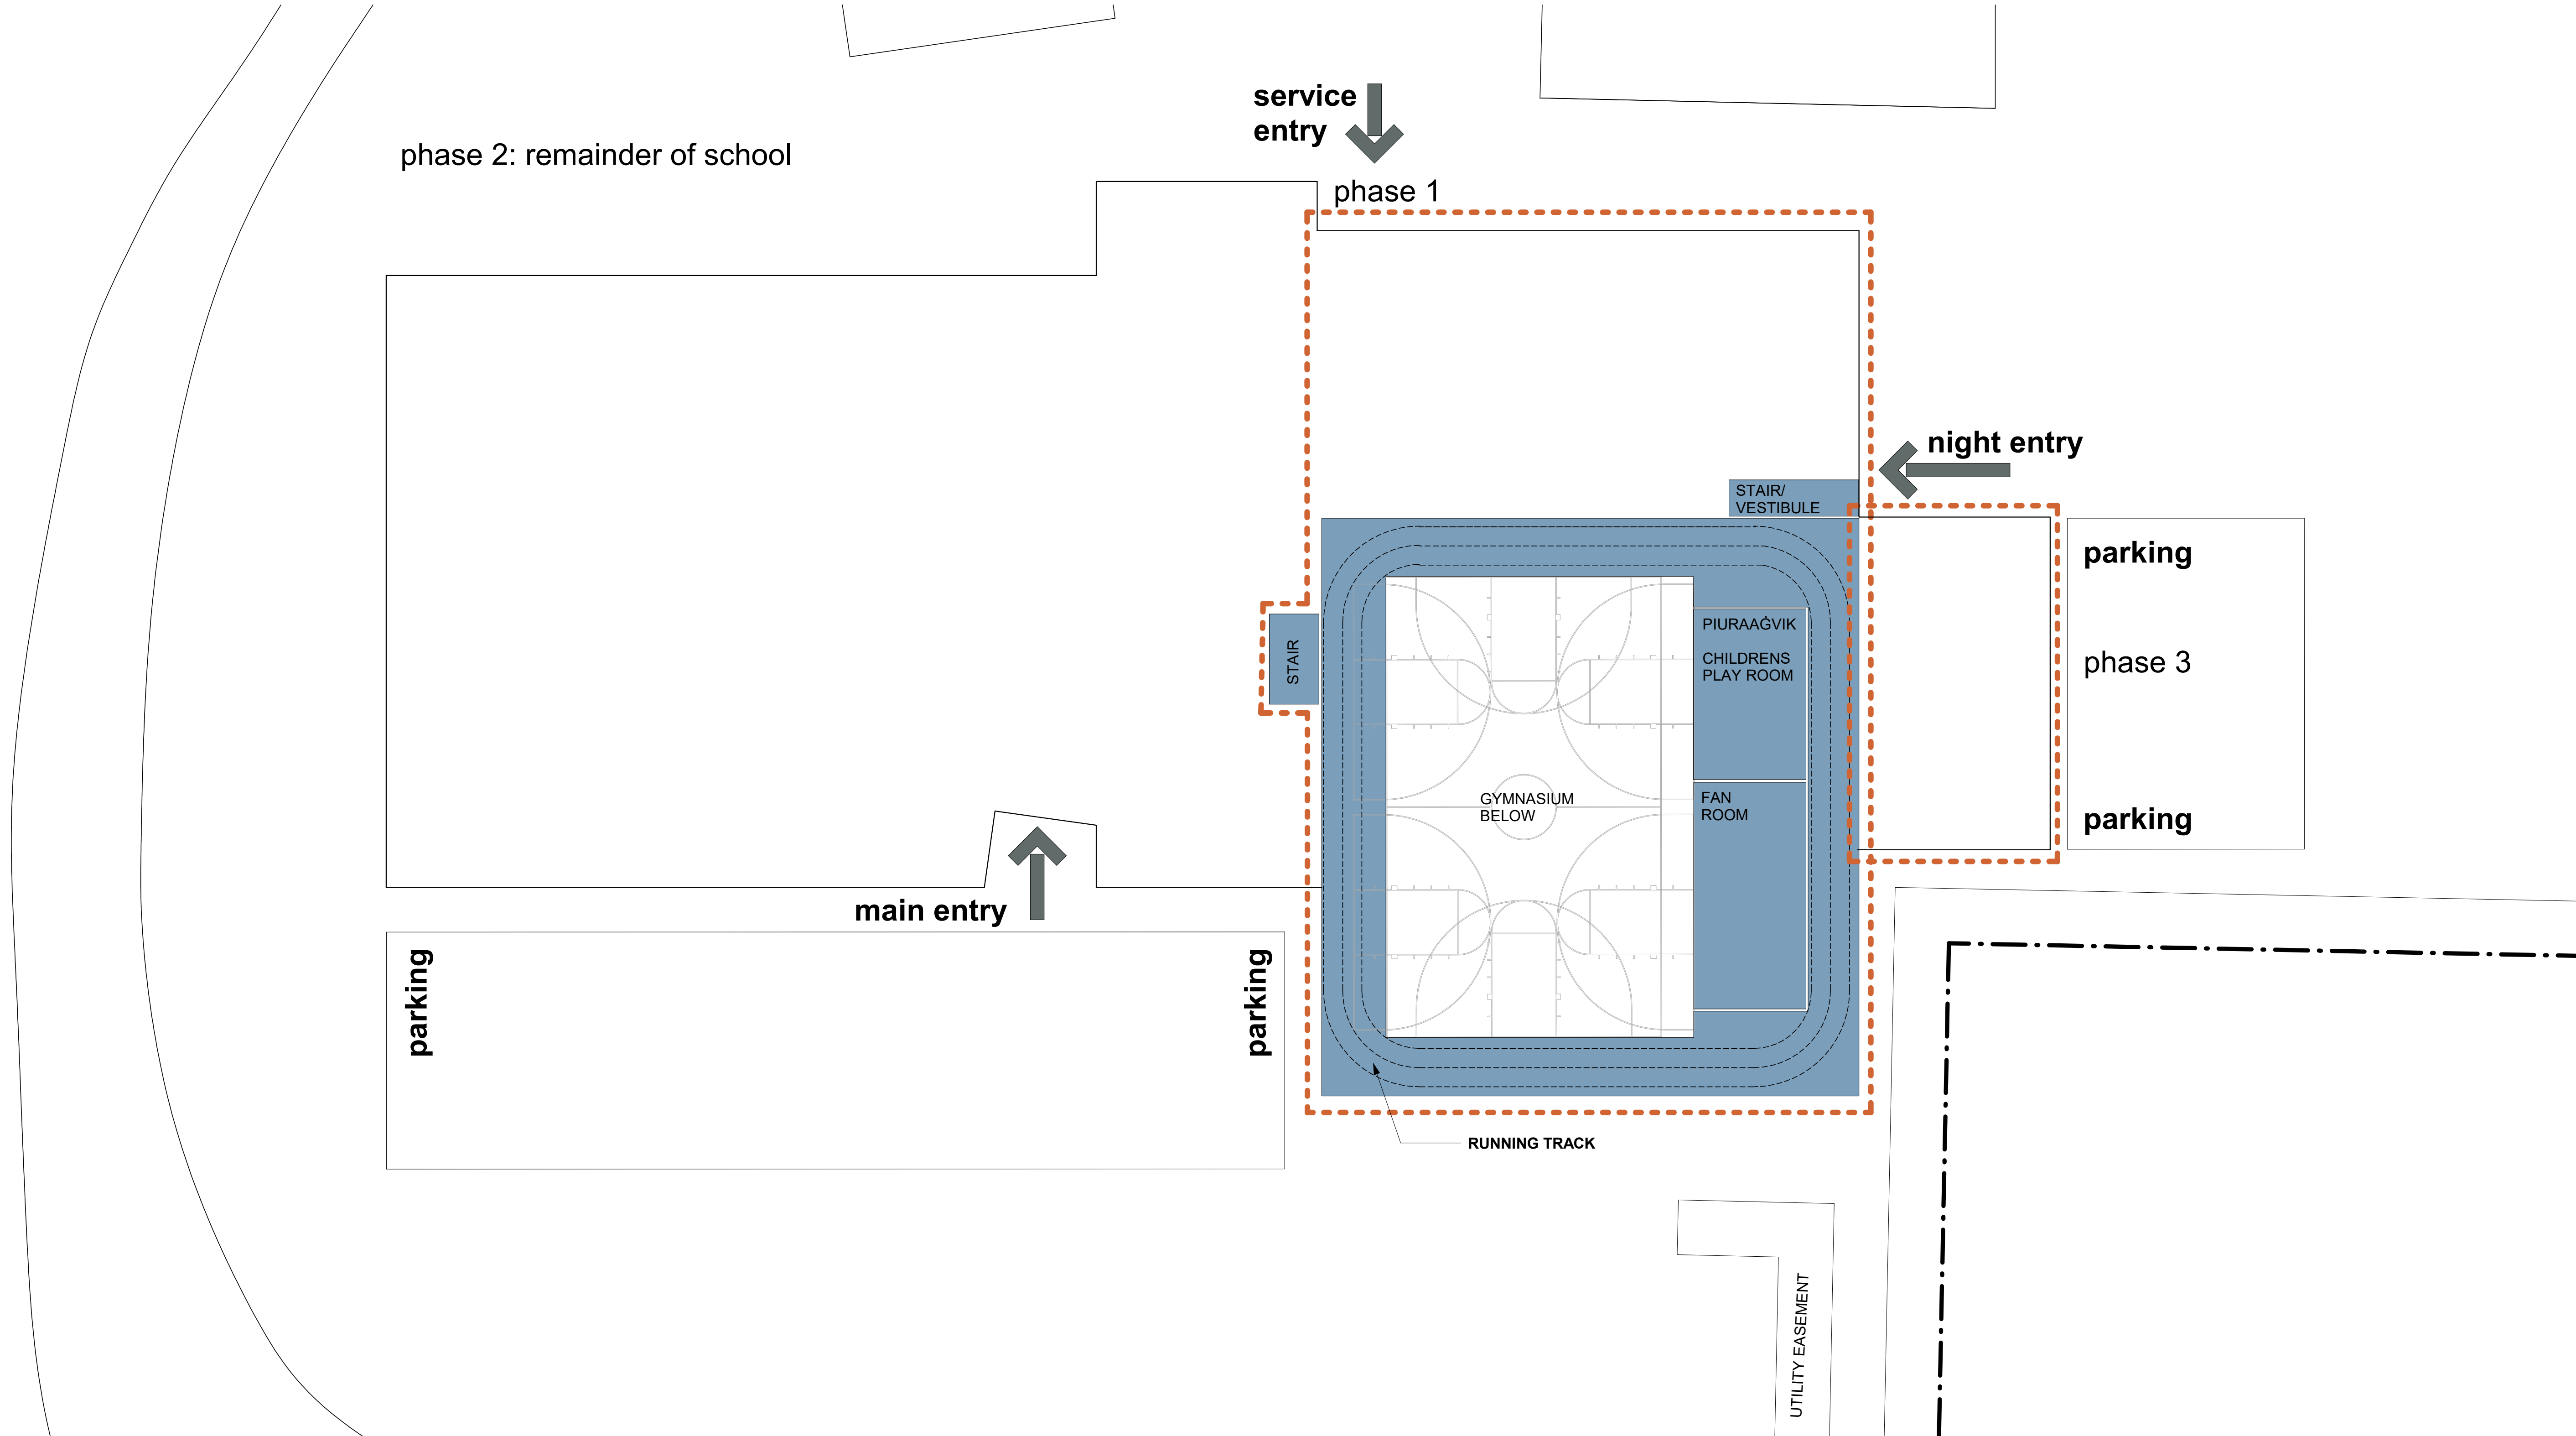 service
entry
phase 2: remainder of school
phase 1
night entry
STAIR/
VESTIBULE
parking
PIURAAĠVIK
CHILDRENS
PLAY ROOM
STAIR
phase 3
GYMNASIUM
BELOW
FAN
ROOM
parking
main entry
parking
parking
RUNNING TRACK
UTILITY EASEMENT